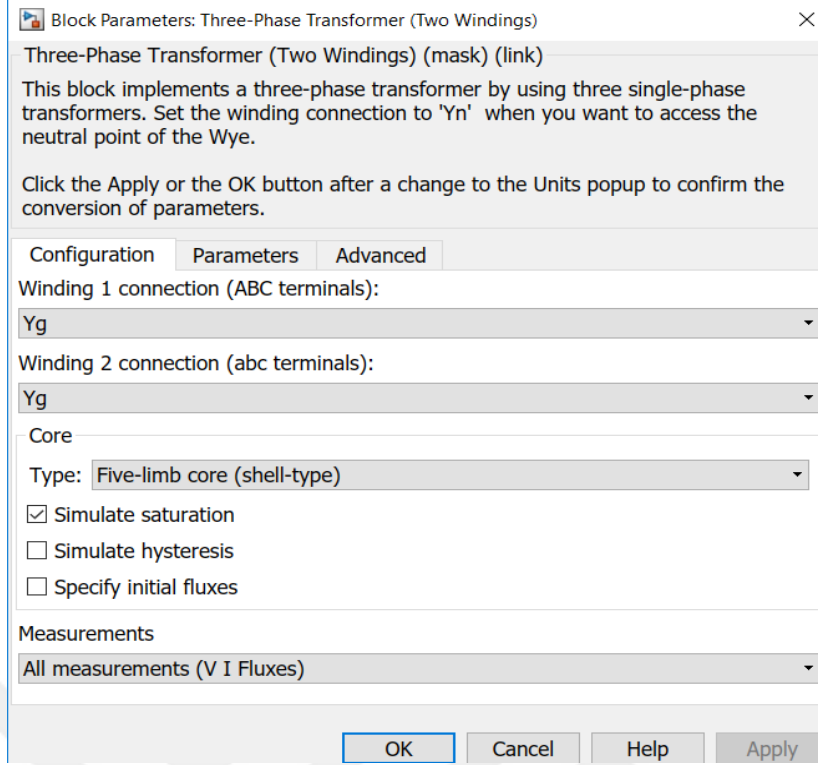 Block Parameters: Three-Phase Transformer (Two Windings)
Three-Phase Transformer (Two Windings) (mask) (link)
This block implements a three-phase transformer by using three single-phase
transformers. Set the winding connection to 'Yn' when you want to access the
neutral point of the Wye.
Click the Apply or the OK button after a change to the Units popup to confirm the
conversion of parameters.
Configuration Parameters Advanced
Winding 1 connection (ABC terminals):
Yg
Winding 2 connection (abc terminals):
Yg
Core
Type: Five-limb core (shell-type)
Simulate saturation
Simulate hysteresis
Specify initial fluxes
Measurements
All measurements (V I Fluxes)
OK Cancel Help Apply